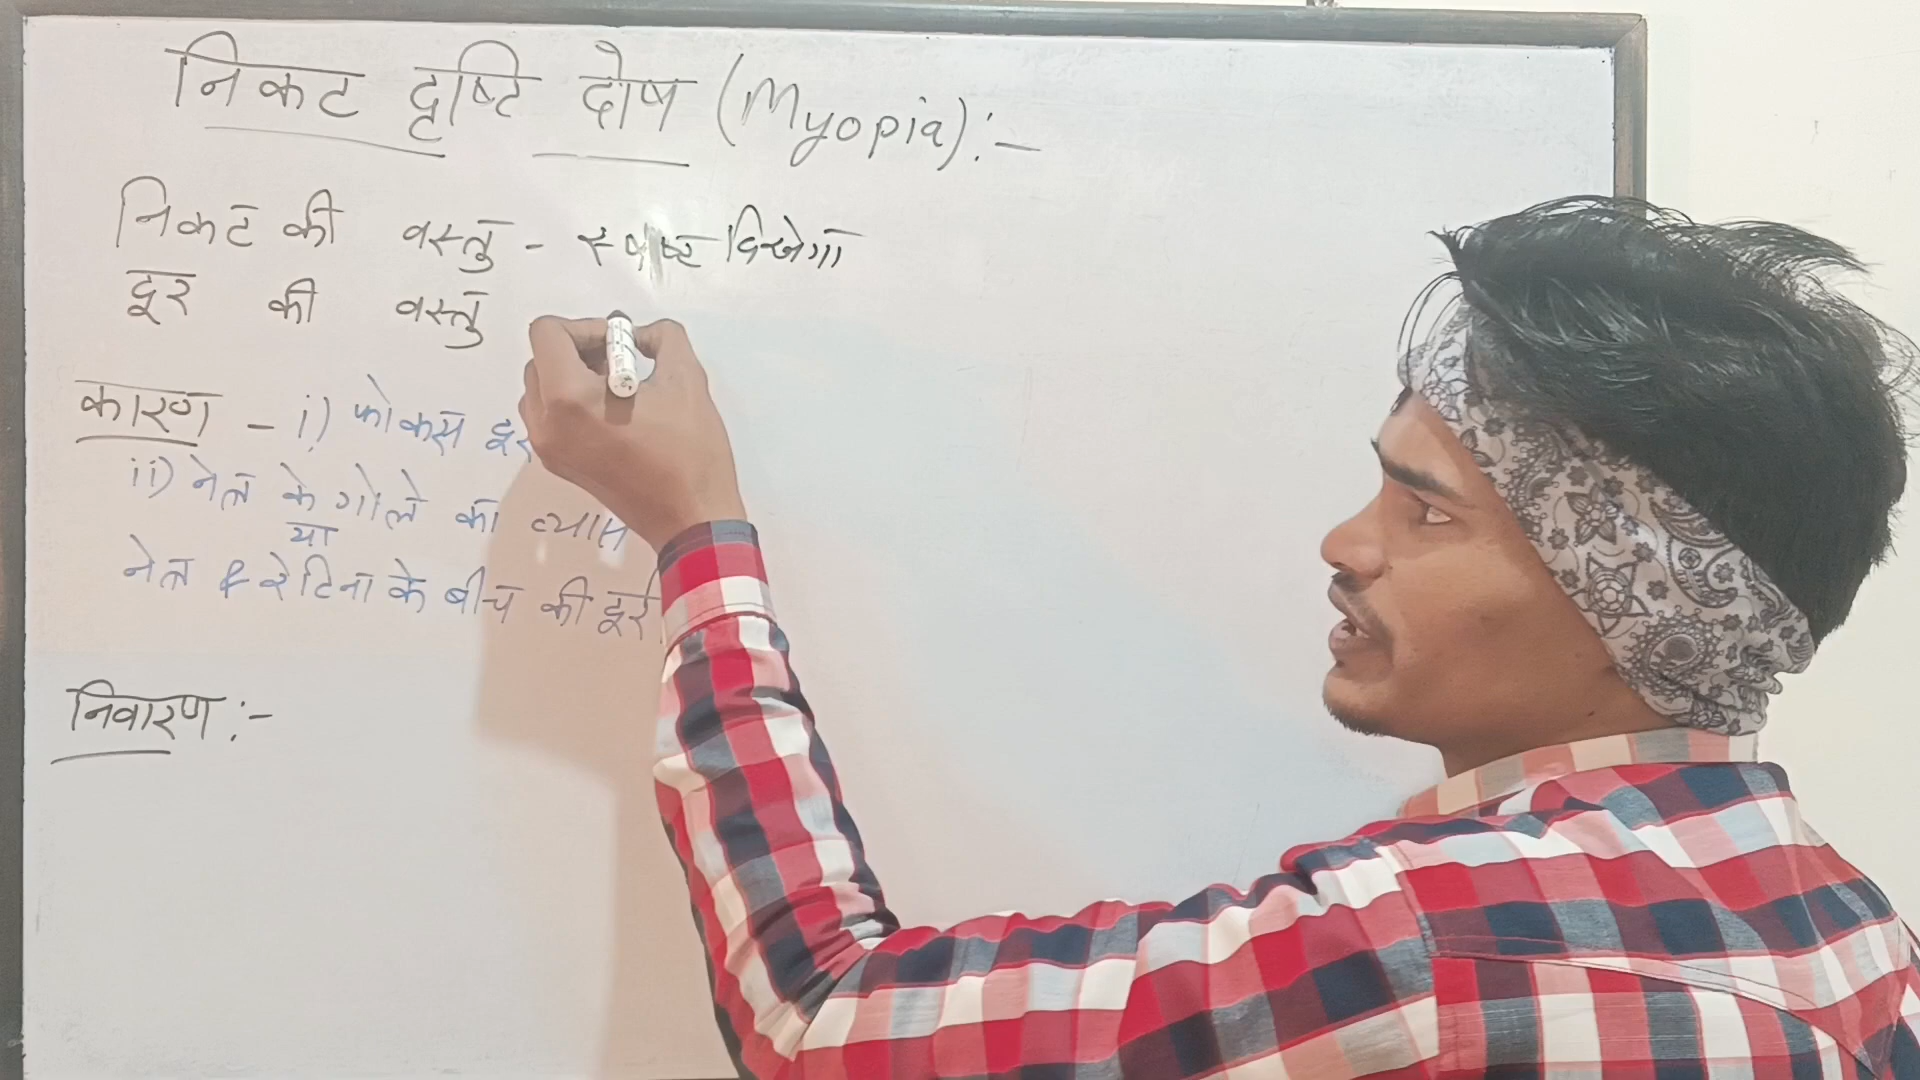 निकट दृष्टि दोष (Myopia):-
निकट की वस्तु - स्पष्ट दिखेगा
दूर की वस्तु
कारण - i) फोकस दूर
ii) नेत्र के गोले का व्यास
या
नेत्र & रेटिना के बीच की दूरी
निवारण :-